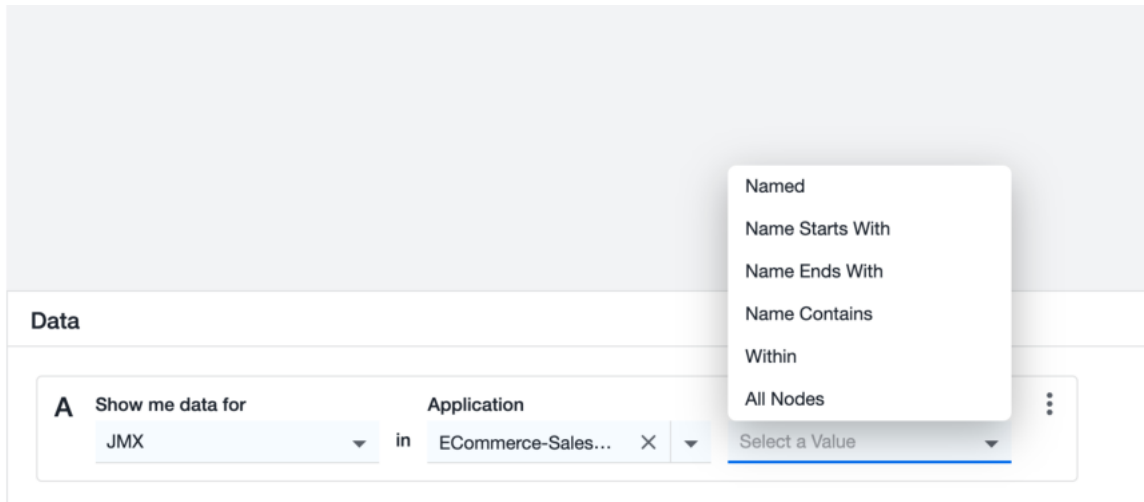 Named
Name Starts With
Name Ends With
Name Contains
Within
All Nodes
Data
A Show me data for Application
JMX in ECommerce-Sales... Select a Value